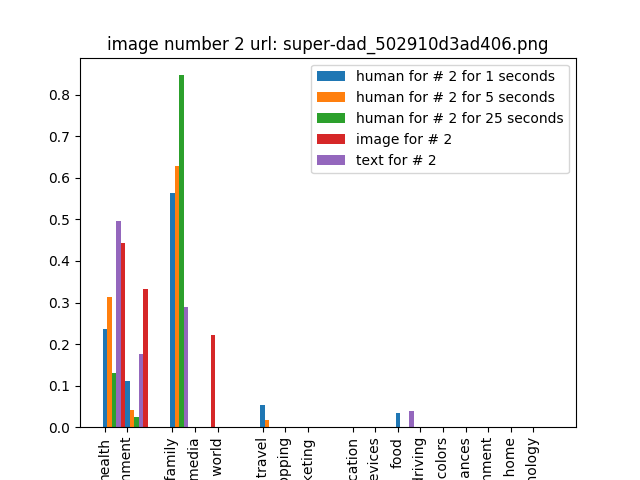 image number 2 url: super-dad_502910d3ad406.png
human for # 2 for 1 seconds
human for # 2 for 5 seconds
human for # 2 for 25 seconds
image for # 2
text for # 2
0.8
0.7
0.6
0.5
0.4
0.3
0.2
0.1
0.0
family
media
world
travel
food
colors
home